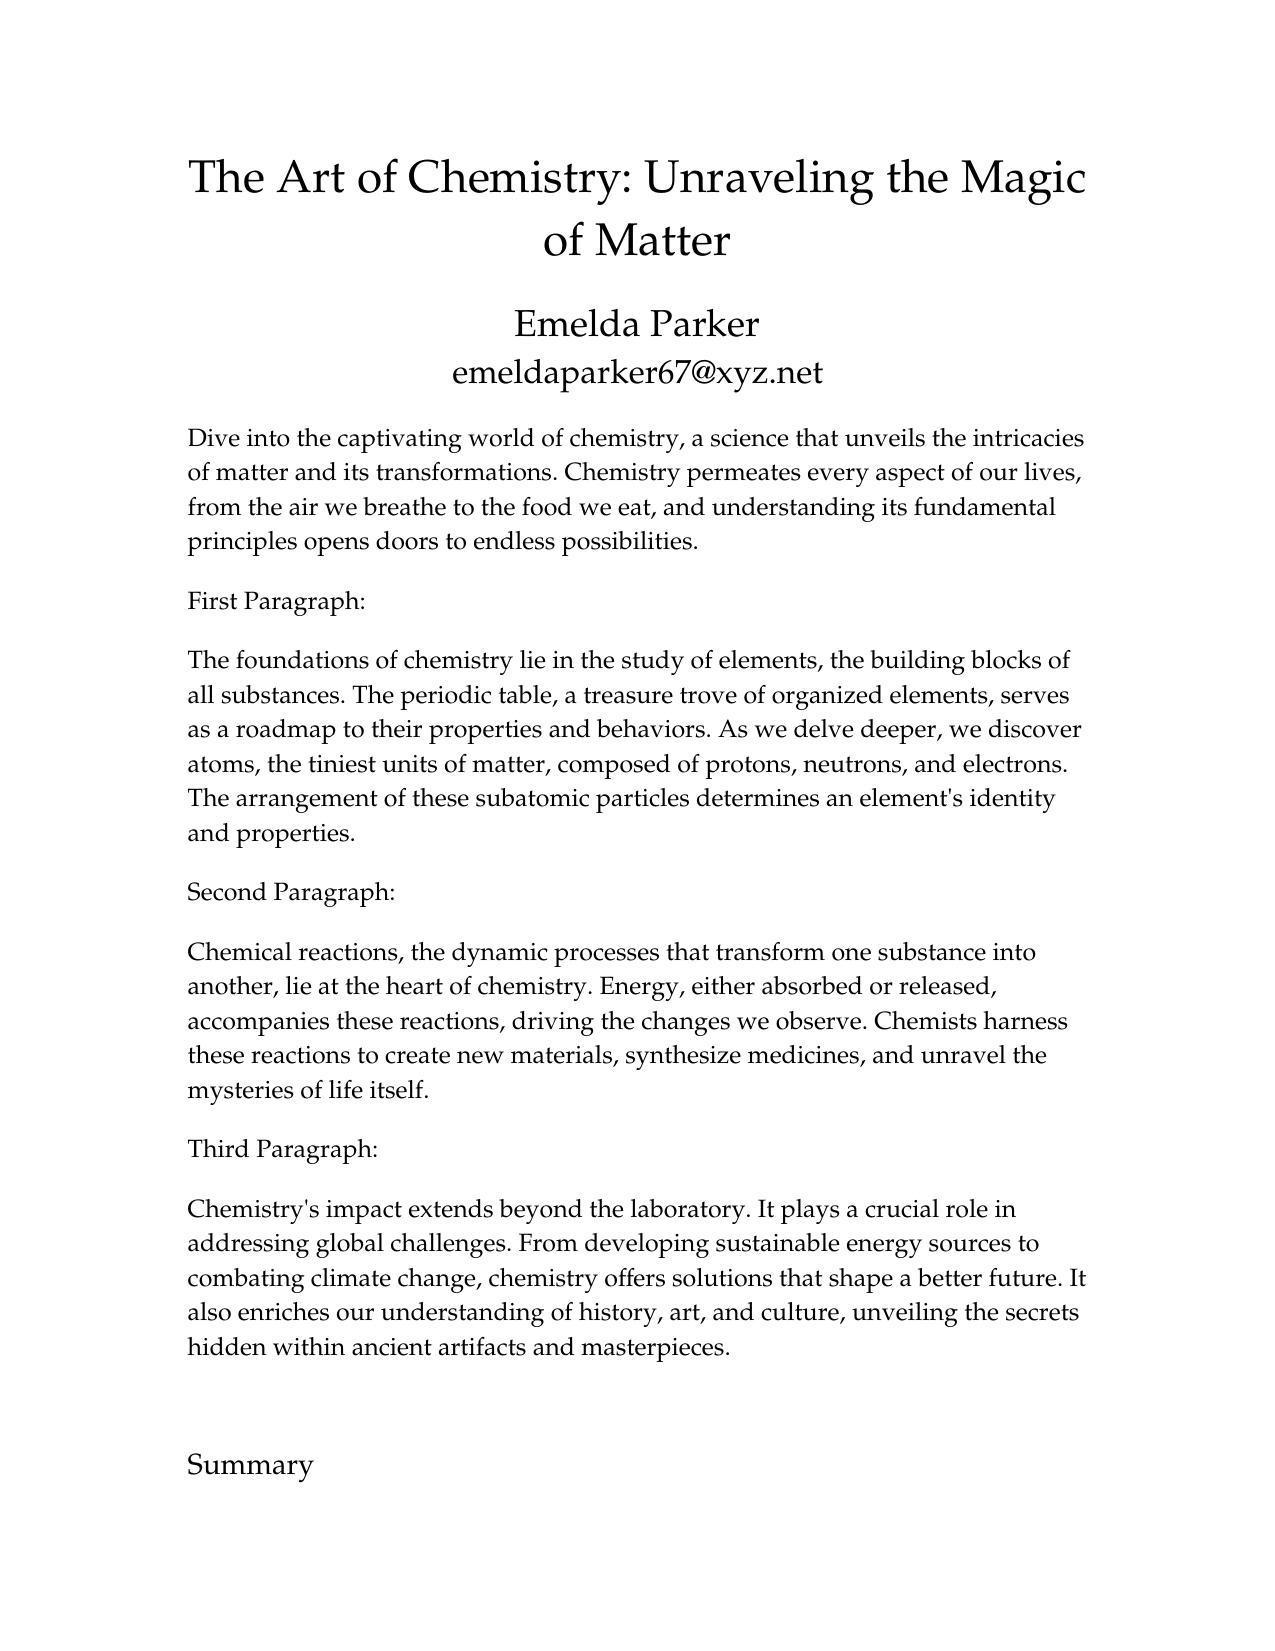 The Art of Chemistry: Unraveling the Magic
of Matter
Emelda Parker
emeldaparker67@xyz.net
Dive into the captivating world of chemistry, a science that unveils the intricacies
of matter and its transformations. Chemistry permeates every aspect of our lives,
from the air we breathe to the food we eat, and understanding its fundamental
principles opens doors to endless possibilities.
First Paragraph:
The foundations of chemistry lie in the study of elements, the building blocks of
all substances. The periodic table, a treasure trove of organized elements, serves
as a roadmap to their properties and behaviors. As we delve deeper, we discover
atoms, the tiniest units of matter, composed of protons, neutrons, and electrons.
The arrangement of these subatomic particles determines an element's identity
and properties.
Second Paragraph:
Chemical reactions, the dynamic processes that transform one substance into
another, lie at the heart of chemistry. Energy, either absorbed or released,
accompanies these reactions, driving the changes we observe. Chemists harness
these reactions to create new materials, synthesize medicines, and unravel the
mysteries of life itself.
Third Paragraph:
Chemistry's impact extends beyond the laboratory. It plays a crucial role in
addressing global challenges. From developing sustainable energy sources to
combating climate change, chemistry offers solutions that shape a better future. It
also enriches our understanding of history, art, and culture, unveiling the secrets
hidden within ancient artifacts and masterpieces.
Summary